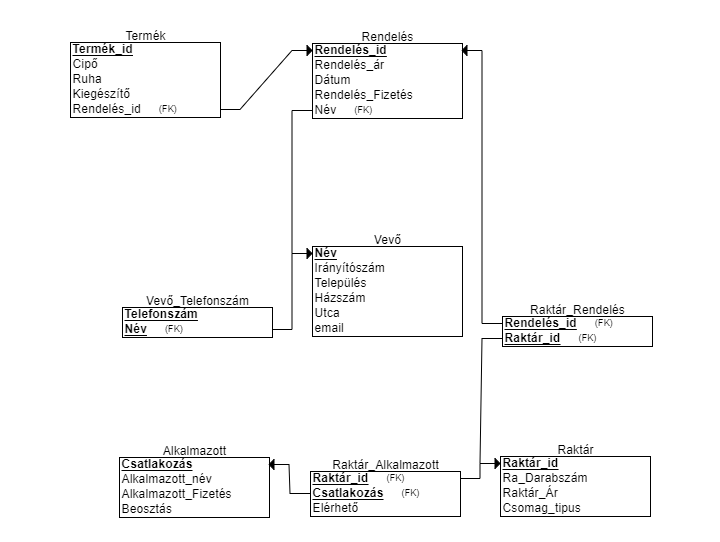 Termék
Termék_id
Cipő
Ruha
Kiegészítő
Rendelés_id (FK)
Rendelés
Rendelés_id
Rendelés_ár
Dátum
Rendelés_Fizetés
Név (FK)
Vevő
Név
Irányítószám
Település
Házszám
Utca
email
Vevő_Telefonszám
Telefonszám
Név (FK)
Raktár_Rendelés
Rendelés_id (FK)
Raktár_id (FK)
Alkalmazott
Csatlakozás
Alkalmazott_név
Alkalmazott_Fizetés
Beosztás
Raktár_Alkalmazott
Raktár_id (FK)
Csatlakozás (FK)
Elérhető
Raktár
Raktár_id
Ra_Darabszám
Raktár_Ár
Csomag_tipus